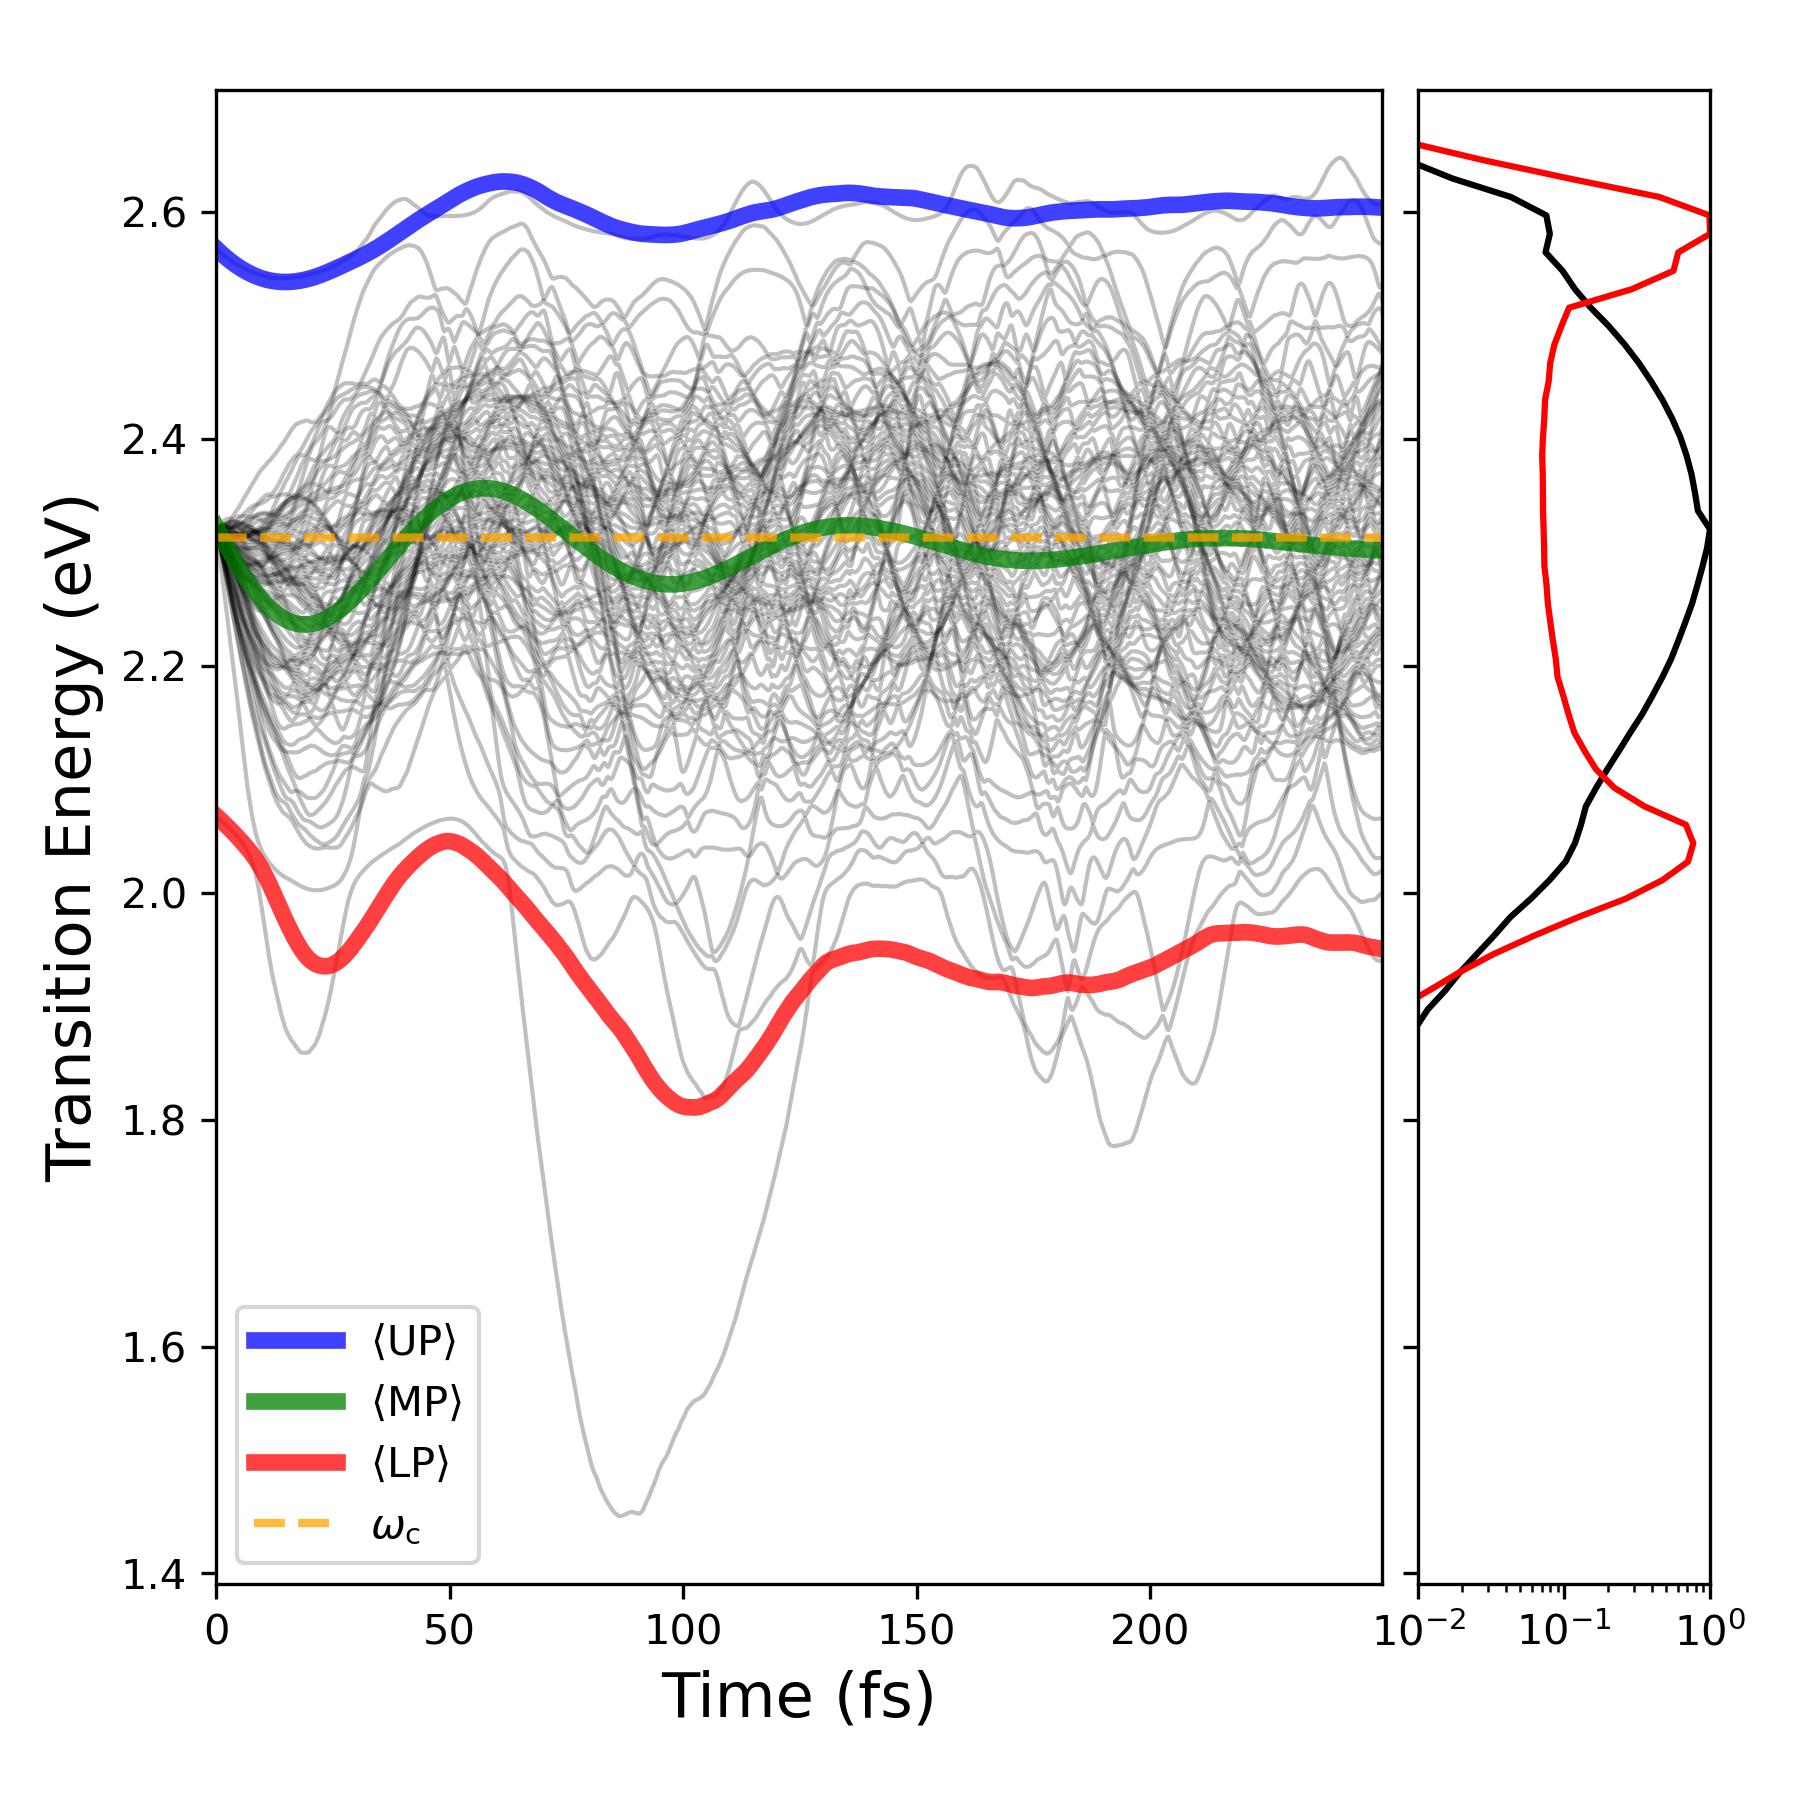 Transition Energy (eV)
2.6
2.4
2.2
2.0
1.8
1.6
1.4
⟨UP⟩
⟨MP⟩
⟨LP⟩
ω_c
0 50 100 150 200
Time (fs)
10⁻² 10⁻¹ 10⁰